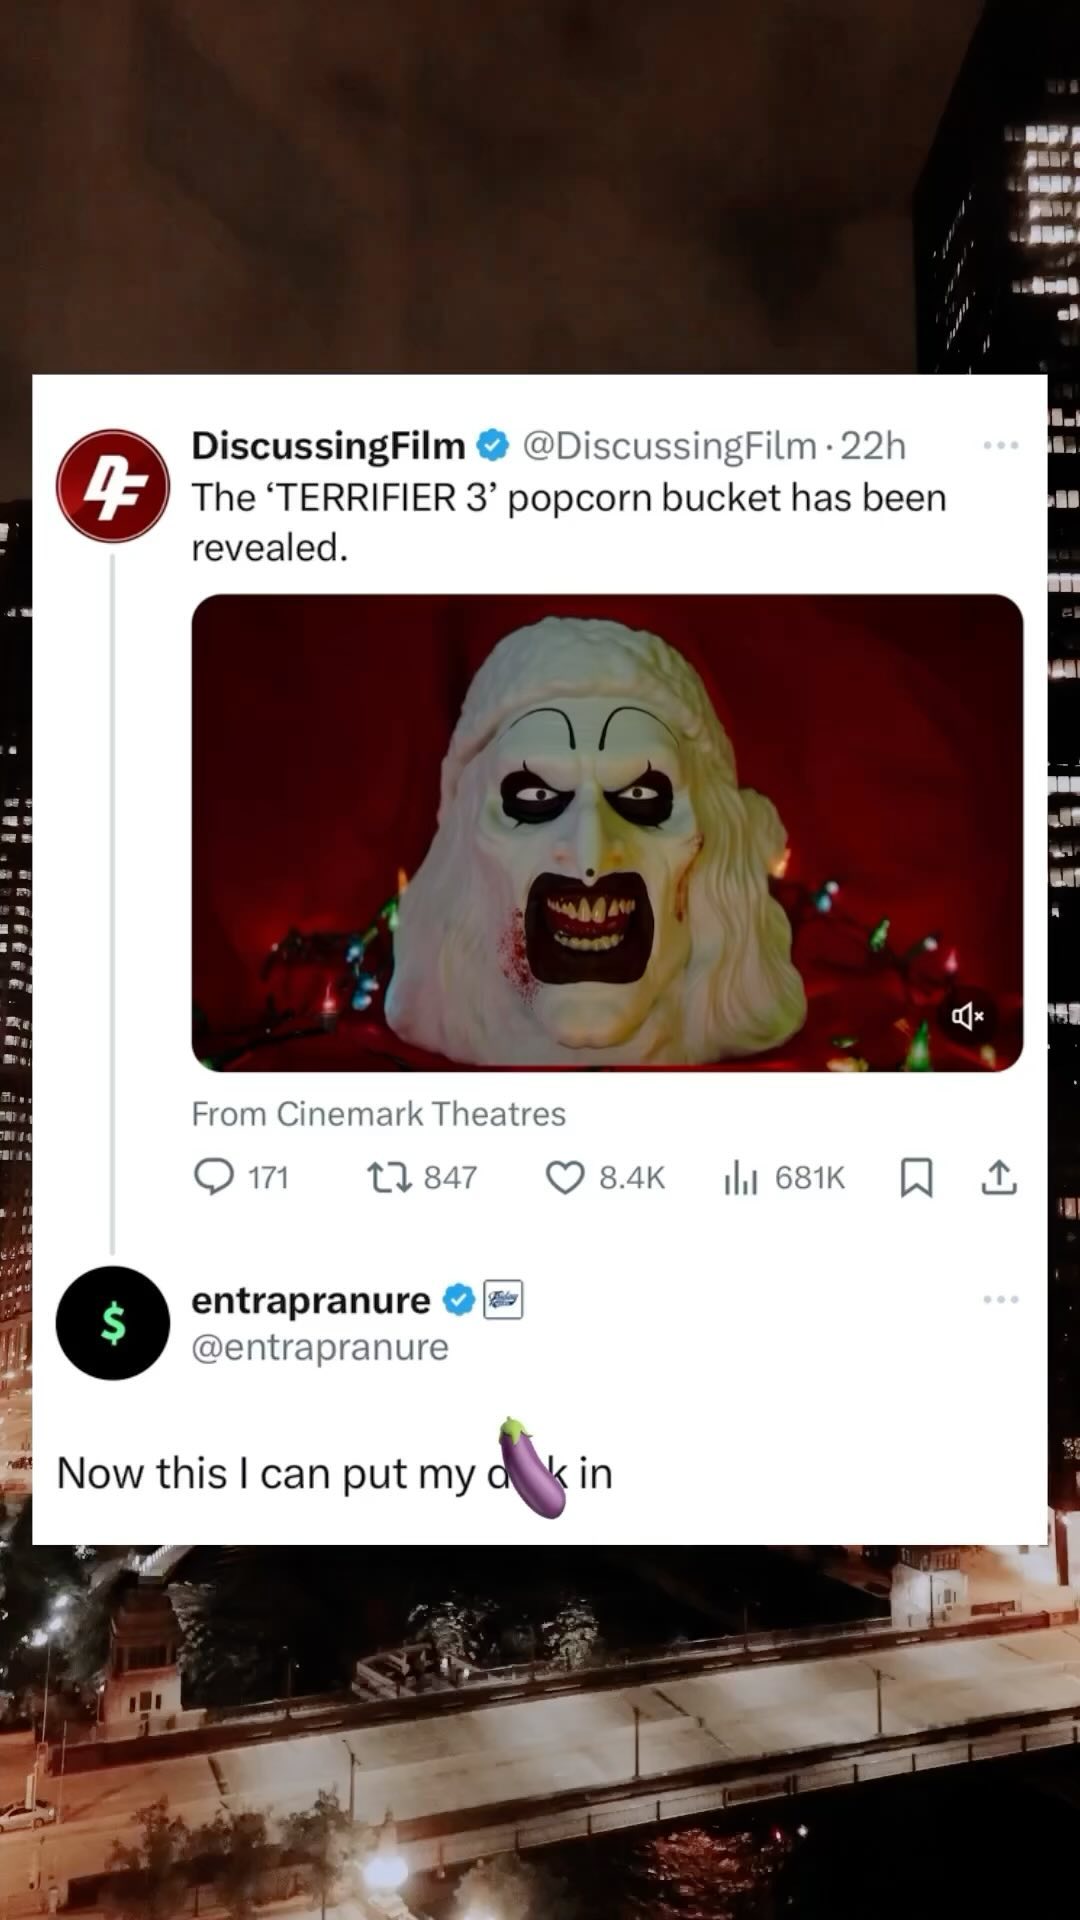 DiscussingFilm @DiscussingFilm · 22h
The ‘TERRIFIER 3’ popcorn bucket has been
revealed.
From Cinemark Theatres
171 847 8.4K 681K
entrapranure
@entrapranure
Now this I can put my d🍆k in